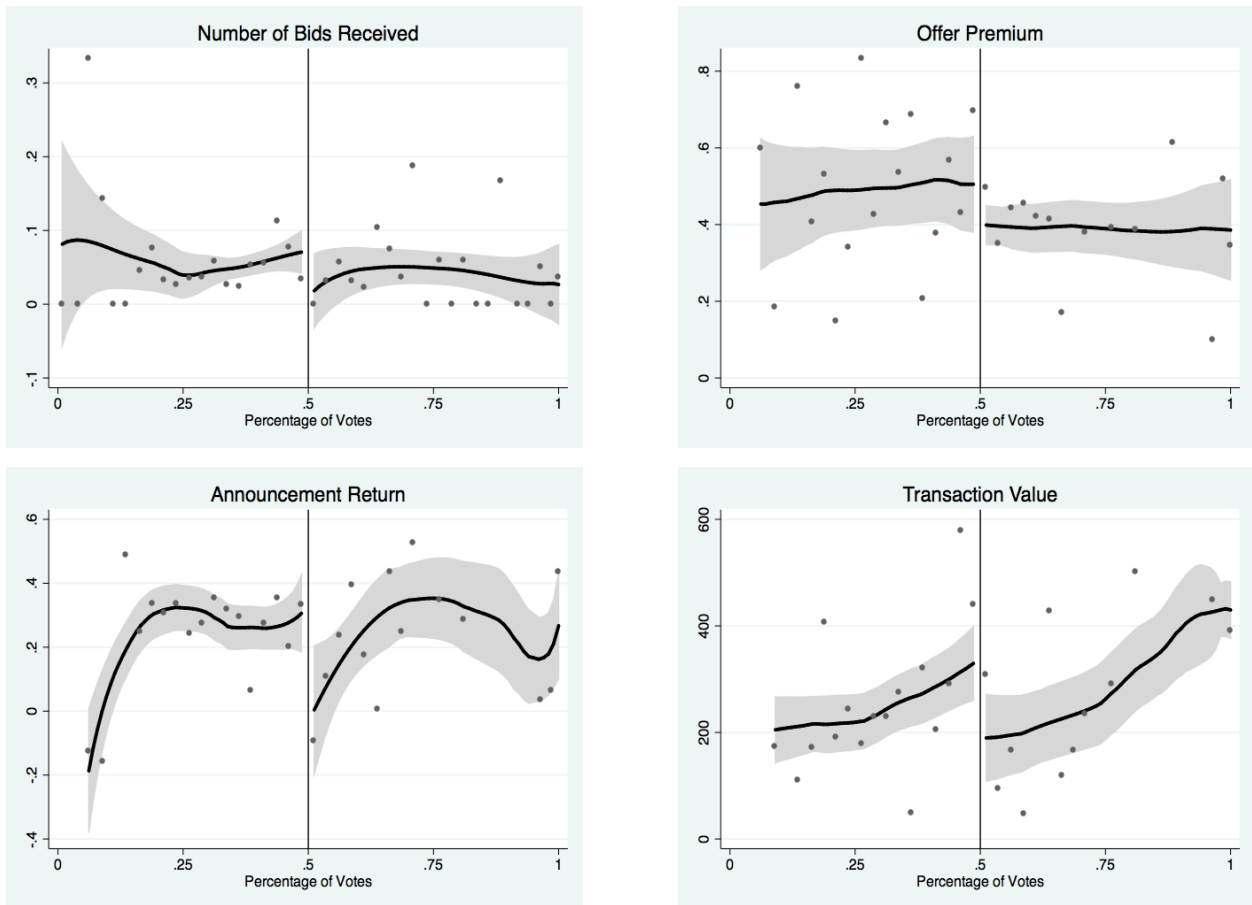 Number of Bids Received
.3
.2
.1
0
-.1
0 .25 .5 .75 1
Percentage of Votes
Offer Premium
.8
.6
.4
.2
0
0 .25 .5 .75 1
Percentage of Votes
Announcement Return
.6
.4
.2
0
-.2
-.4
0 .25 .5 .75 1
Percentage of Votes
Transaction Value
600
400
200
0
0 .25 .5 .75 1
Percentage of Votes